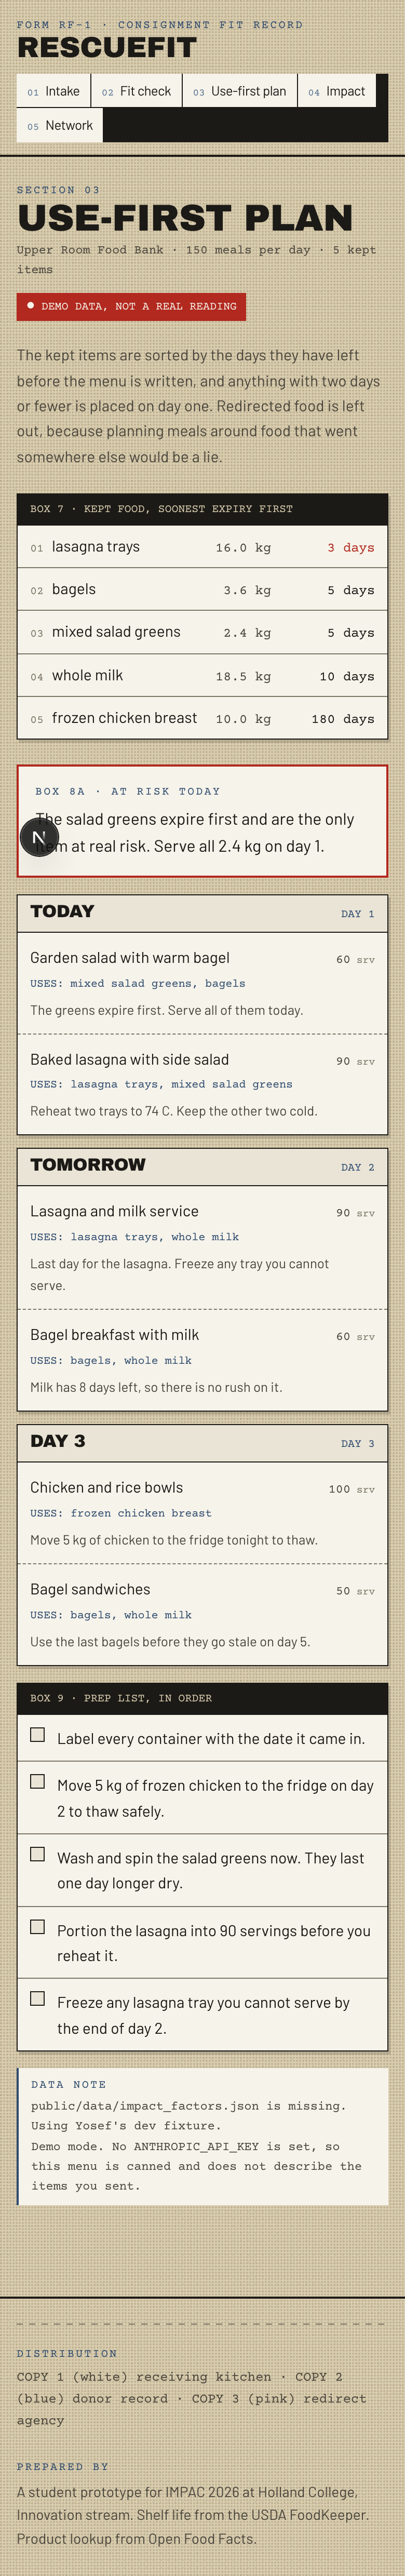 FORM RF-1 · CONSIGNMENT FIT RECORD
RESCUEFIT
01 Intake
02 Fit check
03 Use-first plan
04 Impact
05 Network
SECTION 03
USE-FIRST PLAN
Upper Room Food Bank · 150 meals per day · 5 kept
items
DEMO DATA, NOT A REAL READING
The kept items are sorted by the days they have left
before the menu is written, and anything with two days
or fewer is placed on day one. Redirected food is left
out, because planning meals around food that went
somewhere else would be a lie.
BOX 7 · KEPT FOOD, SOONEST EXPIRY FIRST
01 lasagna trays 16.0 kg 3 days
02 bagels 3.6 kg 5 days
03 mixed salad greens 2.4 kg 5 days
04 whole milk 18.5 kg 10 days
05 frozen chicken breast 10.0 kg 180 days
BOX 8A · AT RISK TODAY
The salad greens expire first and are the only
item at real risk. Serve all 2.4 kg on day 1.
N
TODAY DAY 1
Garden salad with warm bagel 60 srv
USES: mixed salad greens, bagels
The greens expire first. Serve all of them today.
Baked lasagna with side salad 90 srv
USES: lasagna trays, mixed salad greens
Reheat two trays to 74 C. Keep the other two cold.
TOMORROW DAY 2
Lasagna and milk service 90 srv
USES: lasagna trays, whole milk
Last day for the lasagna. Freeze any tray you cannot
serve.
Bagel breakfast with milk 60 srv
USES: bagels, whole milk
Milk has 8 days left, so there is no rush on it.
DAY 3 DAY 3
Chicken and rice bowls 100 srv
USES: frozen chicken breast
Move 5 kg of chicken to the fridge tonight to thaw.
Bagel sandwiches 50 srv
USES: bagels, whole milk
Use the last bagels before they go stale on day 5.
BOX 9 · PREP LIST, IN ORDER
Label every container with the date it came in.
Move 5 kg of frozen chicken to the fridge on day
2 to thaw safely.
Wash and spin the salad greens now. They last
one day longer dry.
Portion the lasagna into 90 servings before you
reheat it.
Freeze any lasagna tray you cannot serve by
the end of day 2.
DATA NOTE
public/data/impact_factors.json is missing.
Using Yosef's dev fixture.
Demo mode. No ANTHROPIC_API_KEY is set, so
this menu is canned and does not describe the
items you sent.
DISTRIBUTION
COPY 1 (white) receiving kitchen · COPY 2
(blue) donor record · COPY 3 (pink) redirect
agency
PREPARED BY
A student prototype for IMPAC 2026 at Holland College,
Innovation stream. Shelf life from the USDA FoodKeeper.
Product lookup from Open Food Facts.